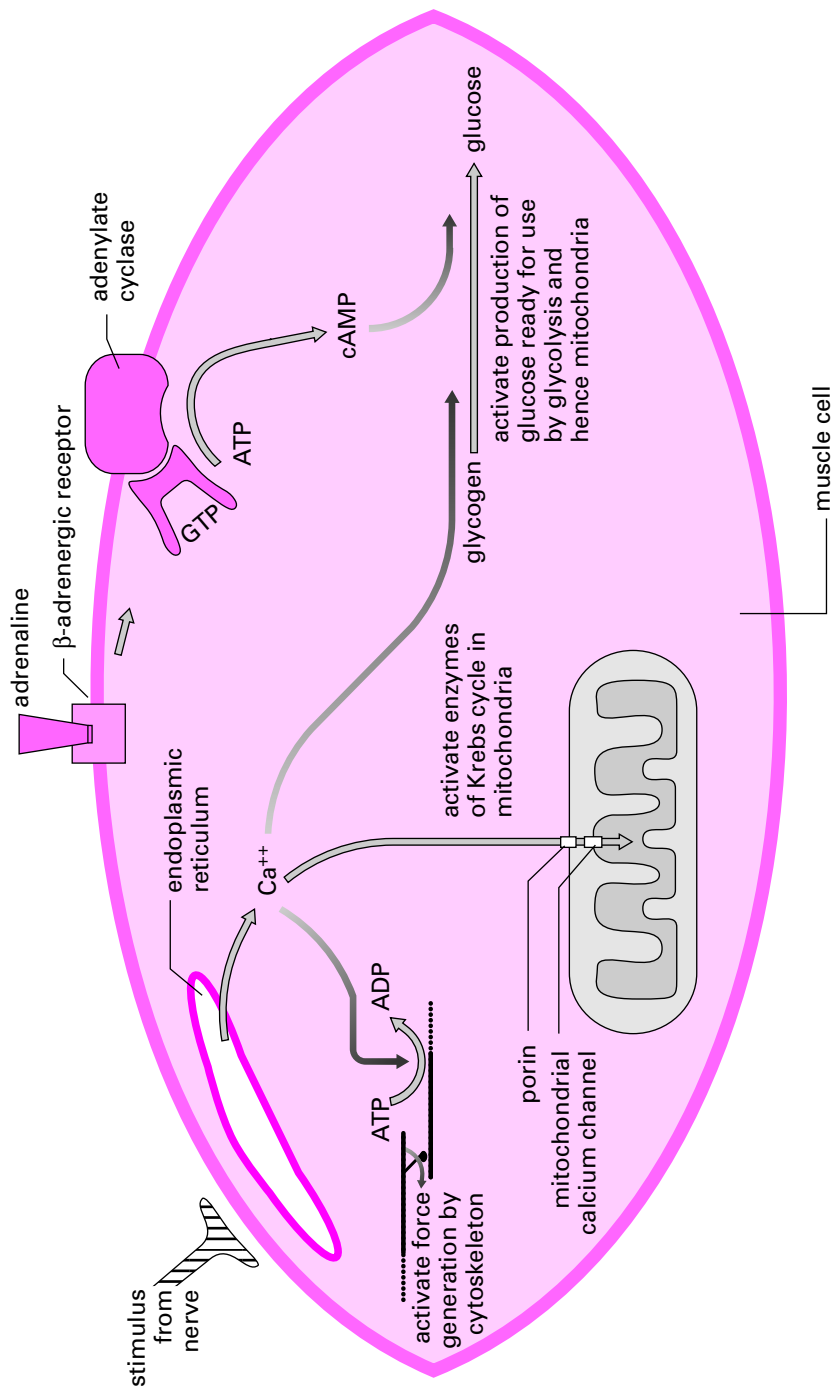 stimulus
from
nerve
adrenaline
β-adrenergic receptor
adenylate
cyclase
endoplasmic
reticulum
GTP
ATP
cAMP
Ca++
ATP
ADP
activate force
generation by
cytoskeleton
activate enzymes
of Krebs cycle in
mitochondria
glycogen
glucose
activate production of
glucose ready for use
by glycolysis and
hence mitochondria
porin
mitochondrial
calcium channel
muscle cell